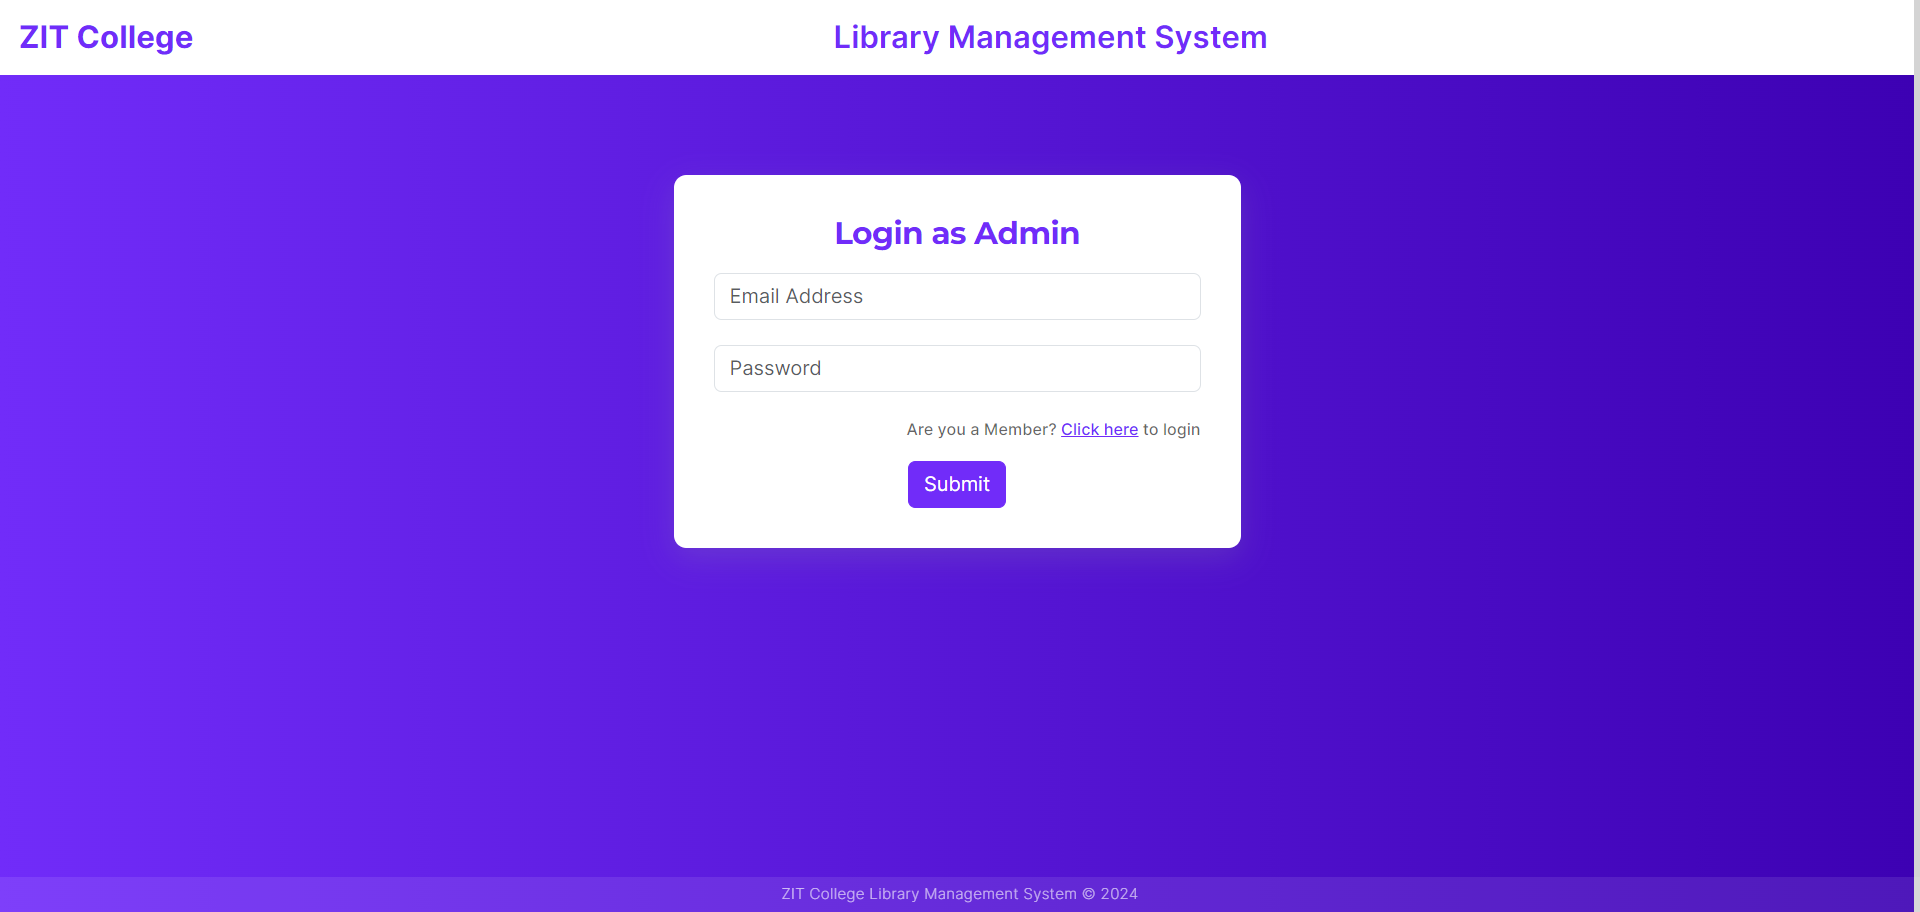 ZIT College
Library Management System
Login as Admin
Email Address
Password
Are you a Member? Click here to login
Submit
ZIT College Library Management System © 2024